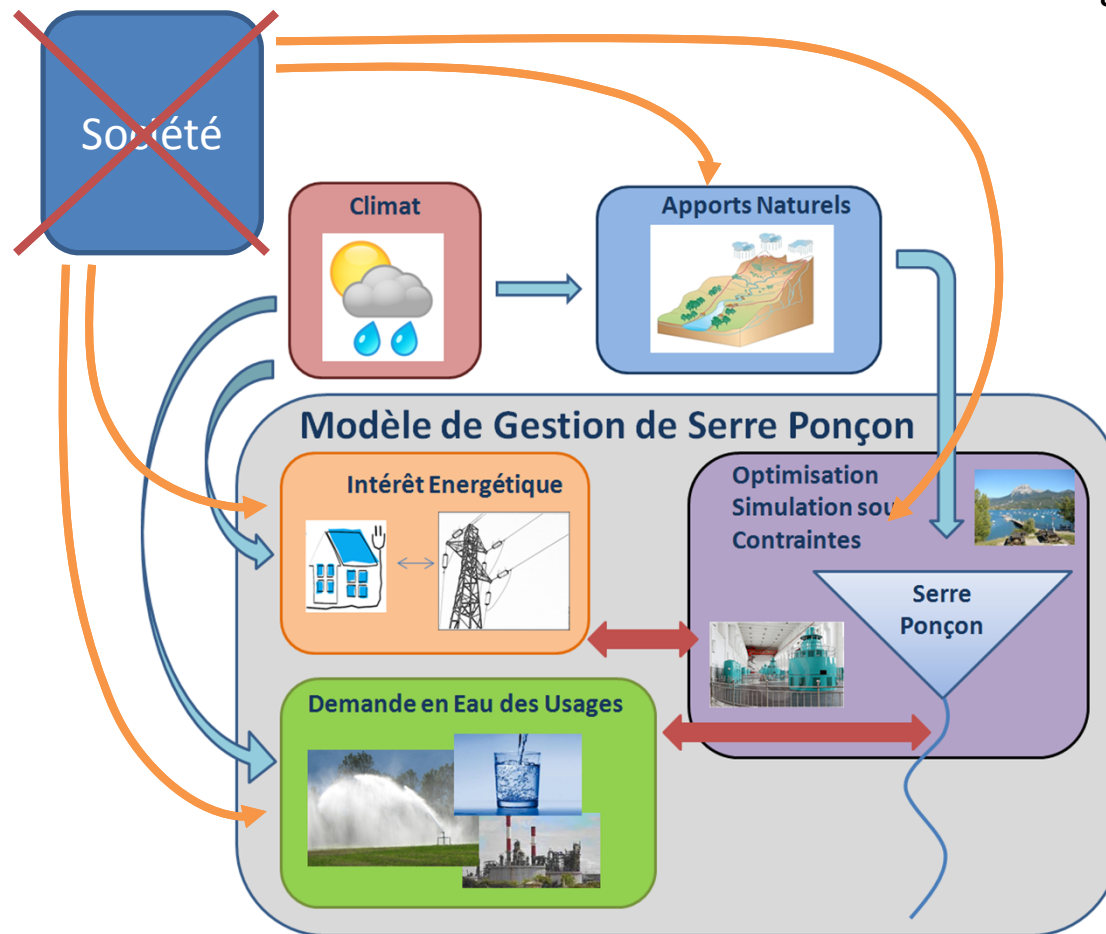 Société
Climat
Apports Naturels
Modèle de Gestion de Serre Ponçon
Intérêt Energétique
Optimisation
Simulation sou
Contraintes
Serre
Ponçon
Demande en Eau des Usages